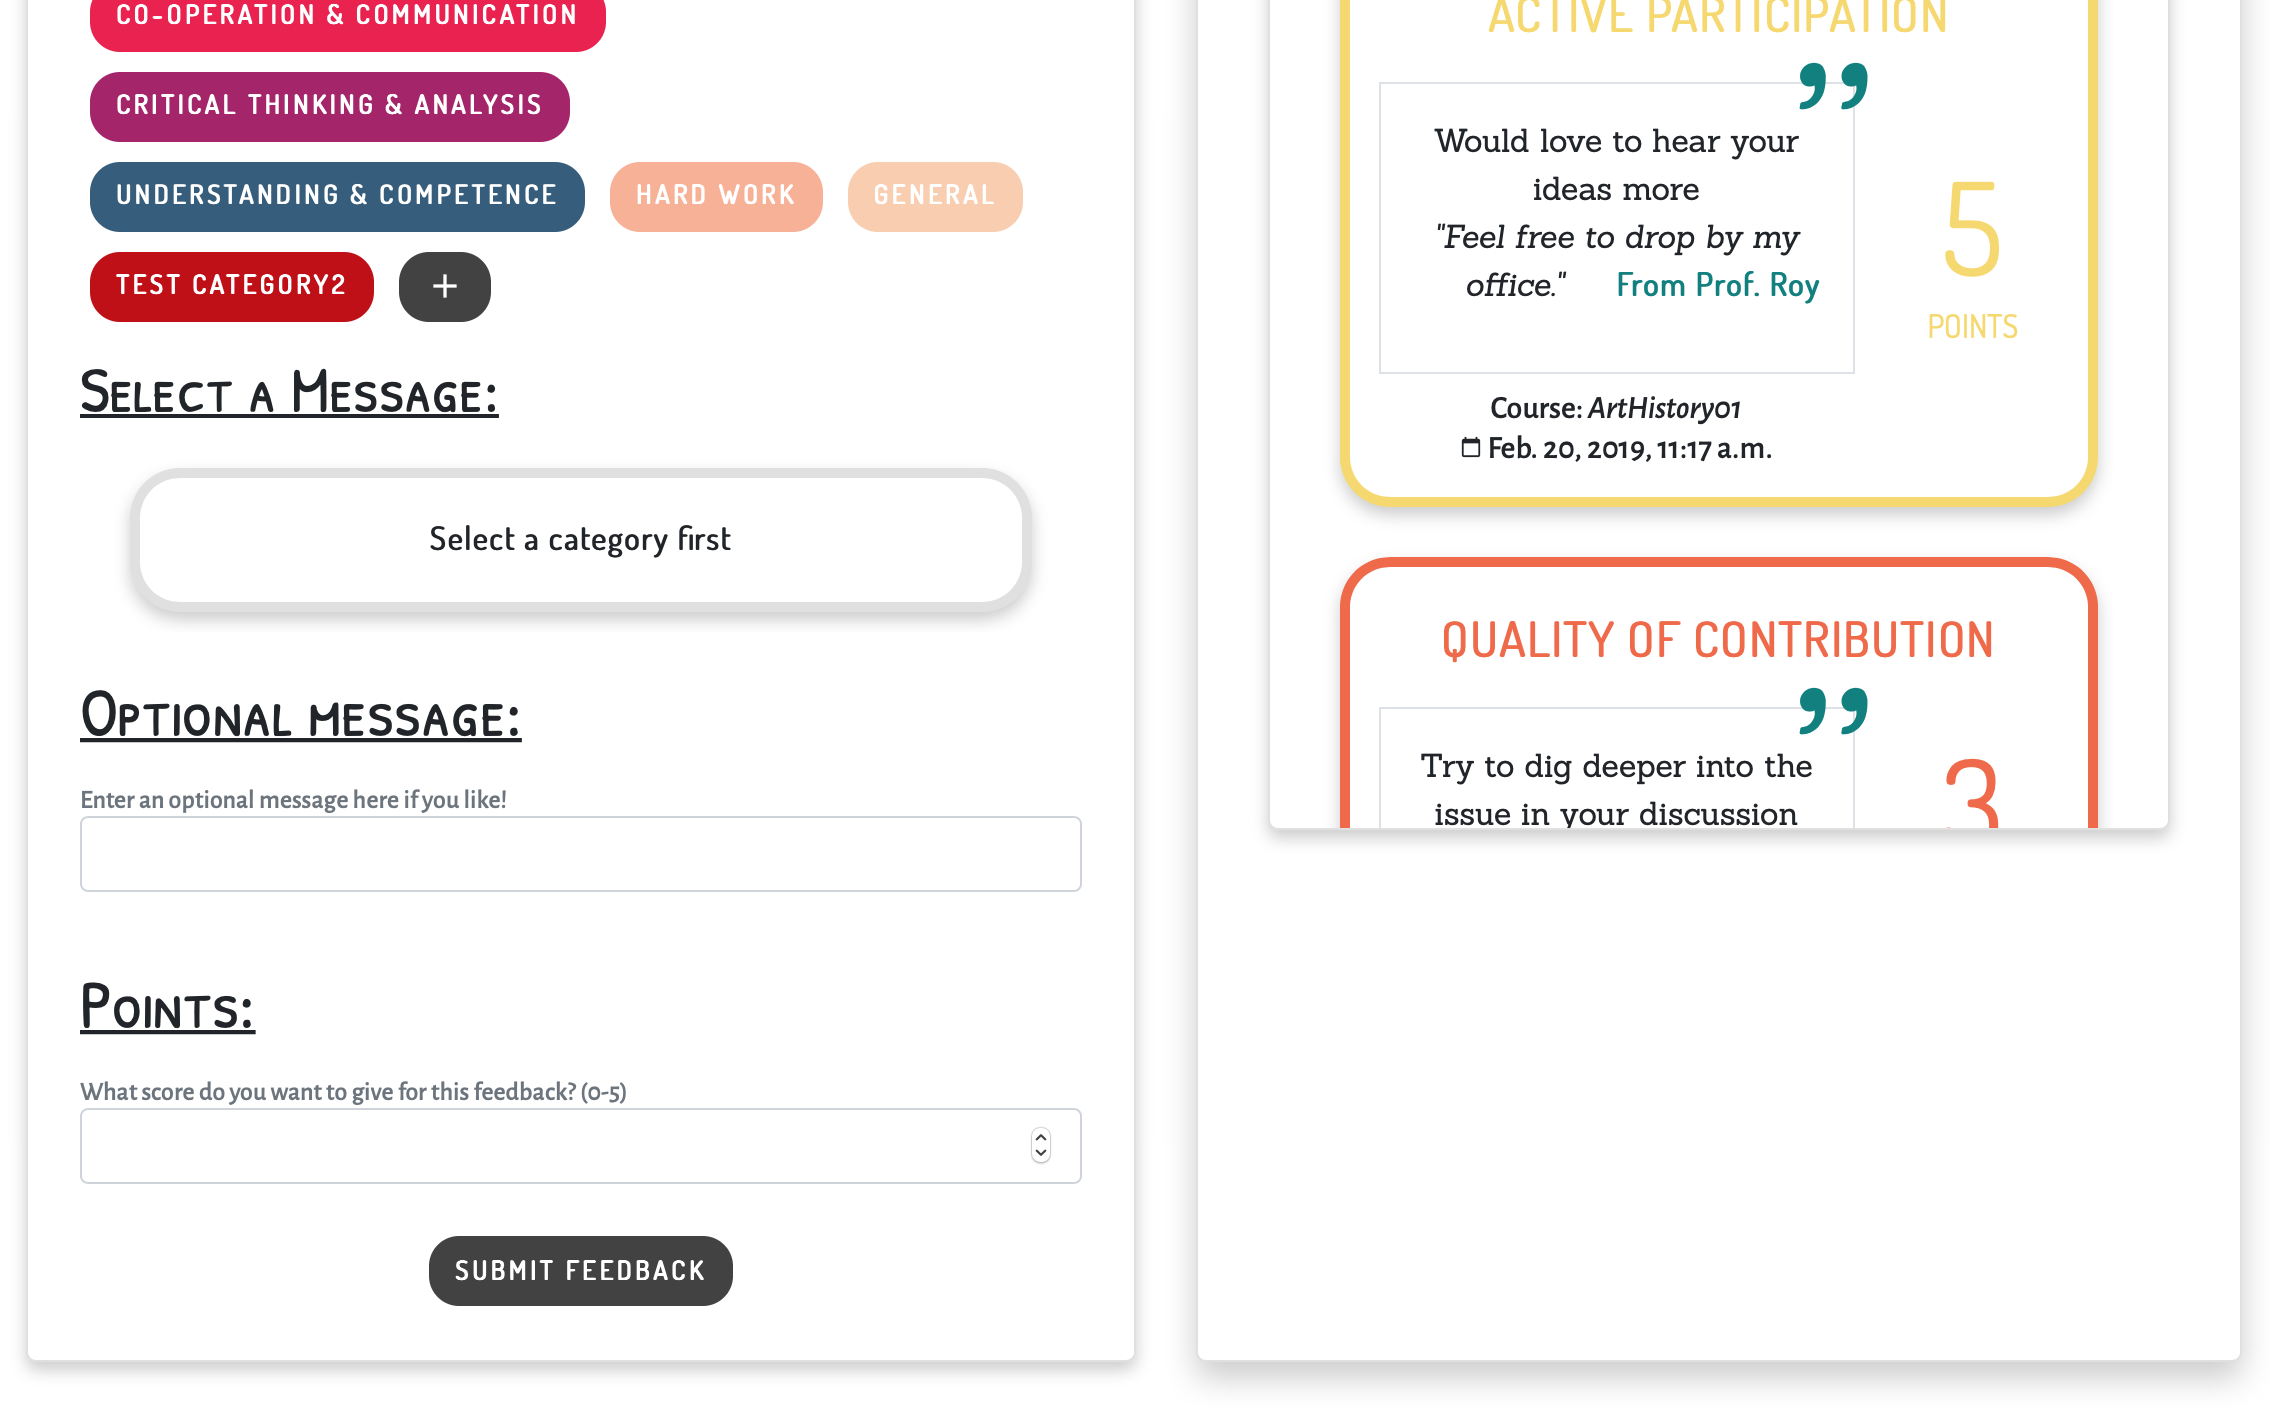 CO-OPERATION & COMMUNICATION
CRITICAL THINKING & ANALYSIS
UNDERSTANDING & COMPETENCE
HARD WORK
GENERAL
TEST CATEGORY2
+
Select a Message:
Select a category first
Optional message:
Enter an optional message here if you like!
Points:
What score do you want to give for this feedback? (0-5)
SUBMIT FEEDBACK
ACTIVE PARTICIPATION
Would love to hear your
ideas more
"Feel free to drop by my
office." From Prof. Roy
5
POINTS
Course: ArtHistory01
Feb. 20, 2019, 11:17 a.m.
QUALITY OF CONTRIBUTION
Try to dig deeper into the
issue in your discussion
3